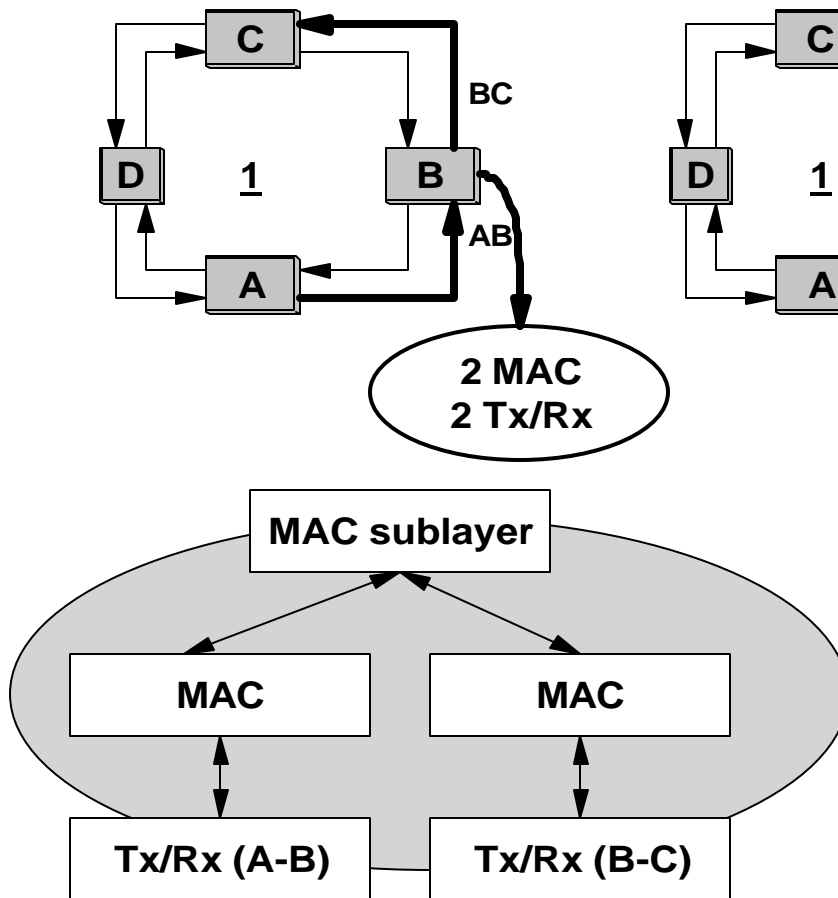 C
C
BC
D
1
B
D
1
AB
A
A
2 MAC
2 Tx/Rx
MAC sublayer
MAC
MAC
Tx/Rx (A-B)
Tx/Rx (B-C)